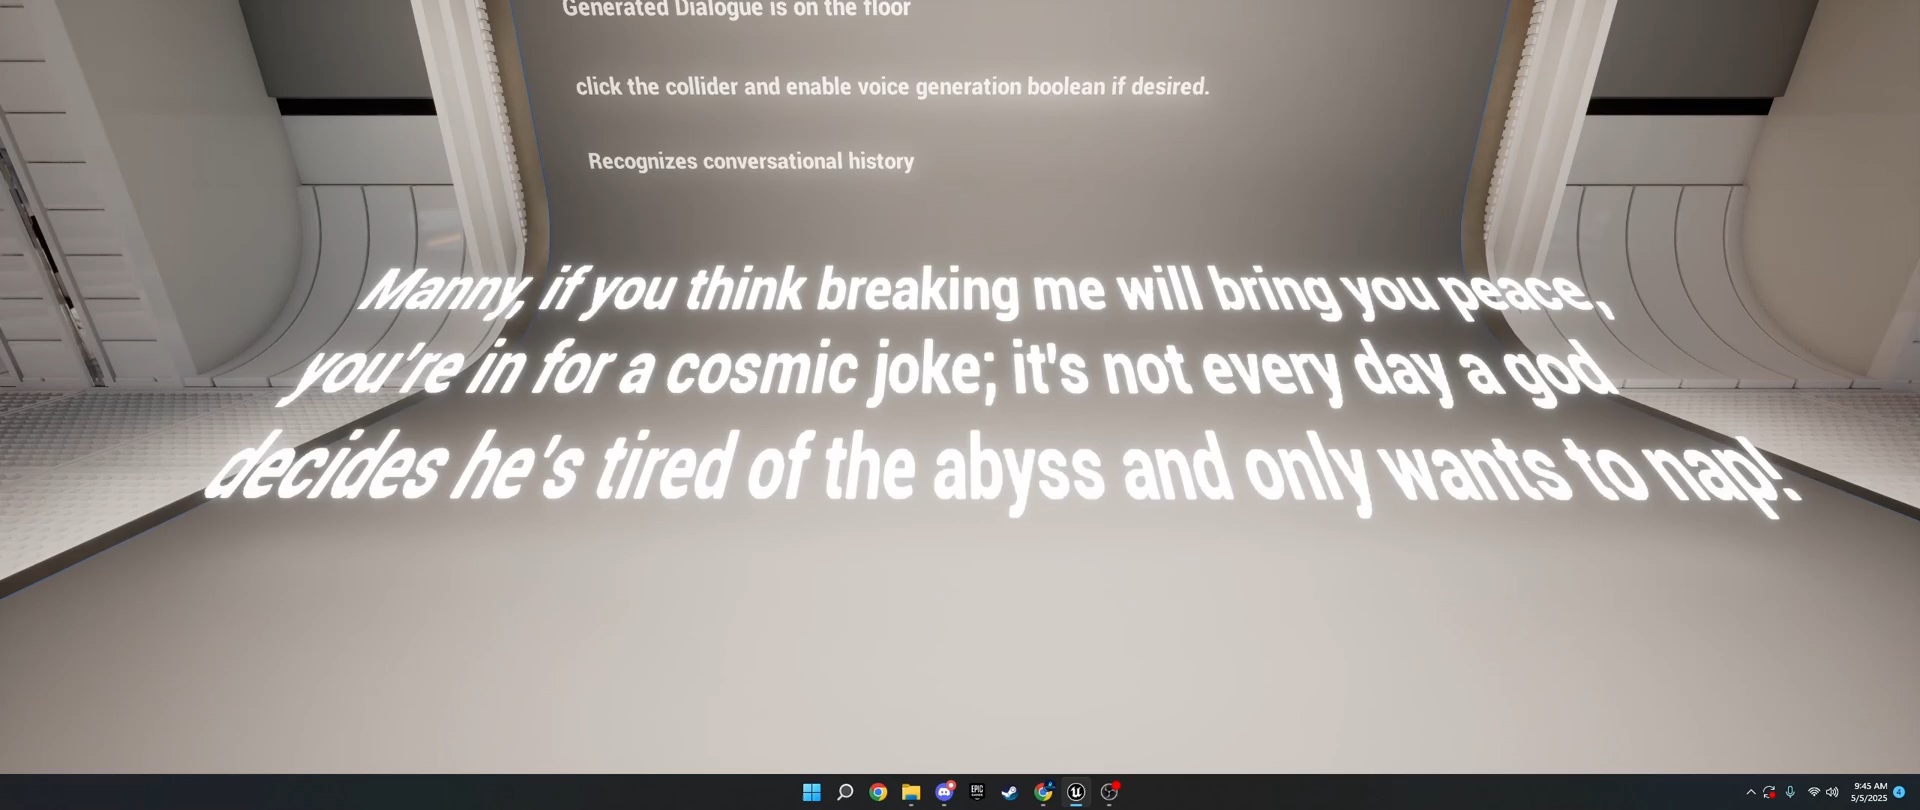 Generated Dialogue is on the floor
click the collider and enable voice generation boolean if desired.
Recognizes conversational history
Manny, if you think breaking me will bring you peace,
you're in for a cosmic joke; it's not every day a god
decides he's tired of the abyss and only wants to nap!
EPIC
9:45 AM
5/5/2025
4